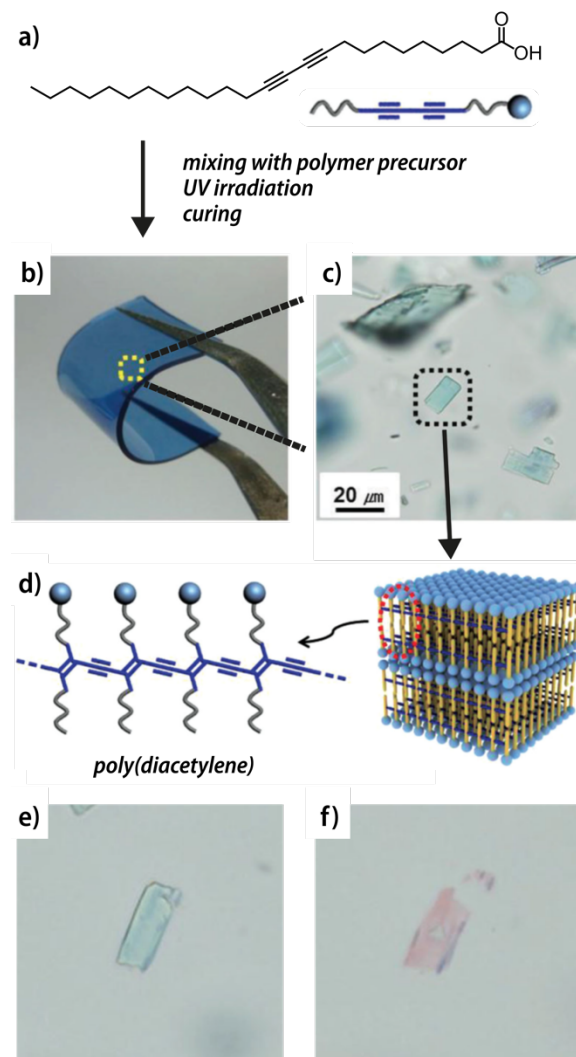 a)
O
OH
mixing with polymer precursor
UV irradiation
curing
b)
c)
20 μm
d)
poly(diacetylene)
e)
f)